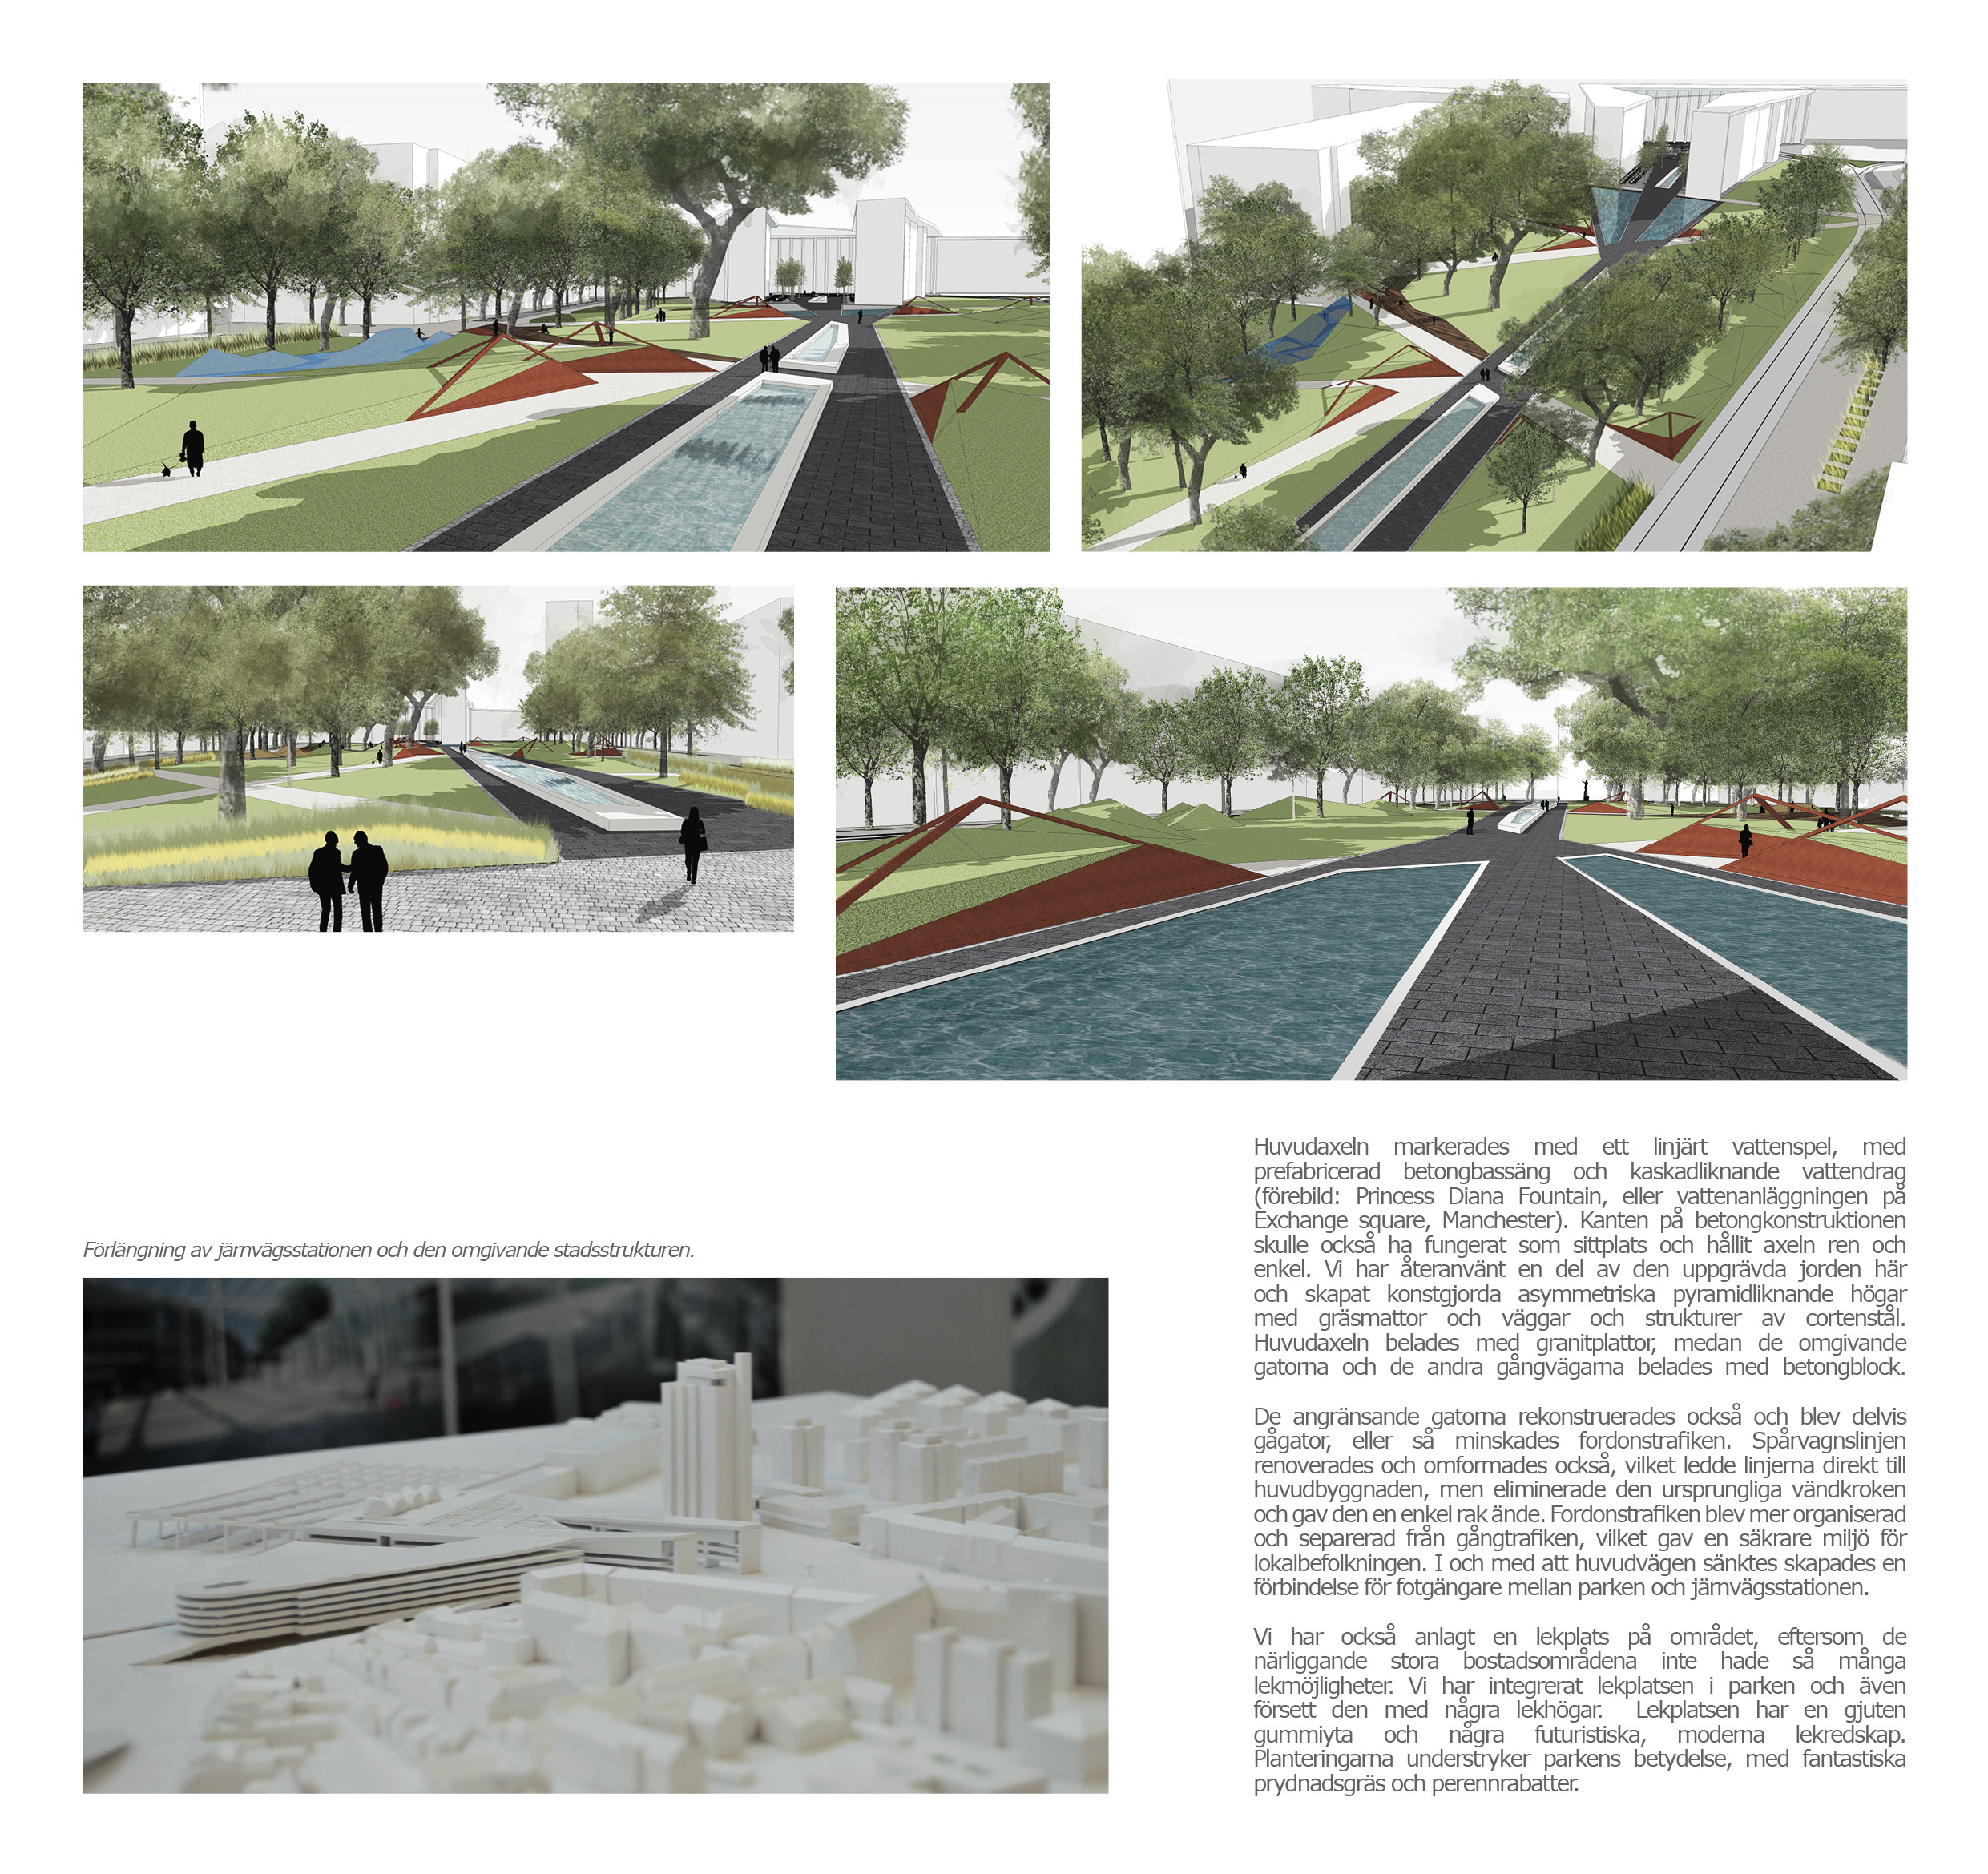 Huvudaxeln markerades med ett linjärt vattenspel, med
prefabricerad betongbassäng och kaskadliknande vattendrag
(förebild: Princess Diana Fountain, eller vattenanläggningen på
Exchange square, Manchester). Kanten på betongkonstruktionen
skulle också ha fungerat som sittplats och hållit axeln ren och
enkel. Vi har återanvänt en del av den uppgrävda jorden här
och skapat konstgjorda asymmetriska pyramidliknande högar
med gräsmattor och väggar och strukturer av cortenstål.
Huvudaxeln belades med granitplattor, medan de omgivande
gatorna och de andra gångvägarna belades med betongblock.
De angränsande gatorna rekonstruerades också och blev delvis
gågator, eller så minskades fordonstrafiken. Spårvagnslinjen
renoverades och omformades också, vilket ledde linjerna direkt till
huvudbyggnaden, men eliminerade den ursprungliga vändkroken
och gav den en enkel rak ände. Fordonstrafiken blev mer organiserad
och separerad från gångtrafiken, vilket gav en säkrare miljö för
lokalbefolkningen. I och med att huvudvägen sänktes skapades en
förbindelse för fotgängare mellan parken och järnvägsstationen.
Vi har också anlagt en lekplats på området, eftersom de
närliggande stora bostadsområdena inte hade så många
lekmöjligheter. Vi har integrerat lekplatsen i parken och även
försett den med några lekhögar. Lekplatsen har en gjuten
gummiyta och några futuristiska, moderna lekredskap.
Planteringarna understryker parkens betydelse, med fantastiska
prydnadsgräs och perennrabatter.
Förlängning av järnvägsstationen och den omgivande stadsstrukturen.